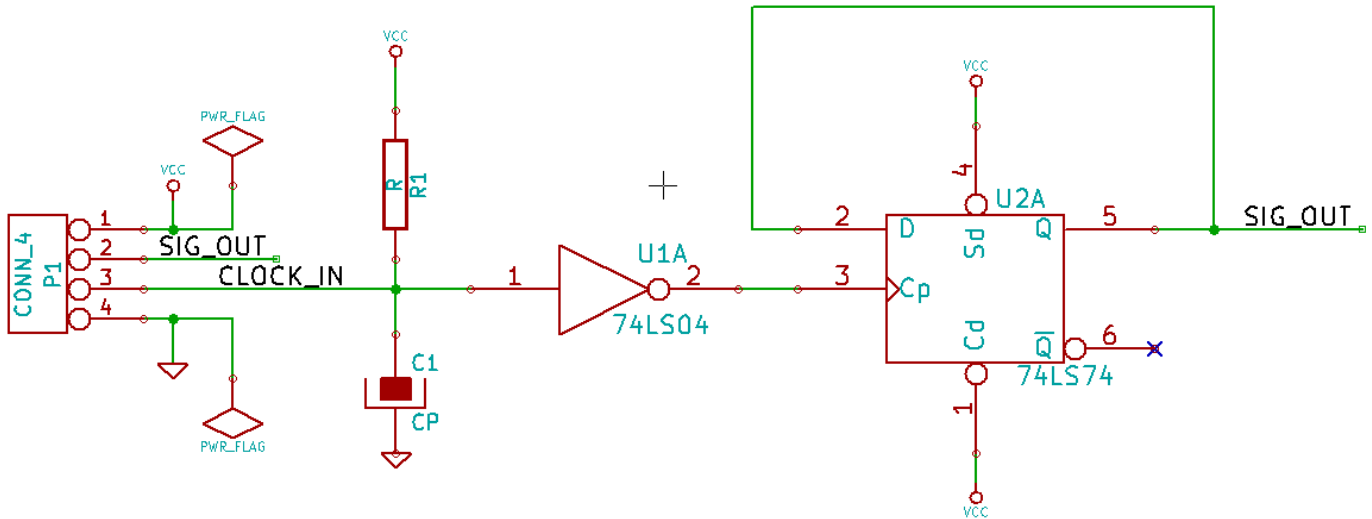 VCC
PWR_FLAG
VCC
VCC
R
R1
4
U2A
1
2
D
Sd
Q
5
SIG_OUT
SIG_OUT
2
CONN_4
P1
CLOCK_IN
3
U1A
1
2
3
Cp
74LS04
4
Cd
Q
6
C1
74LS74
CP
1
PWR_FLAG
VCC